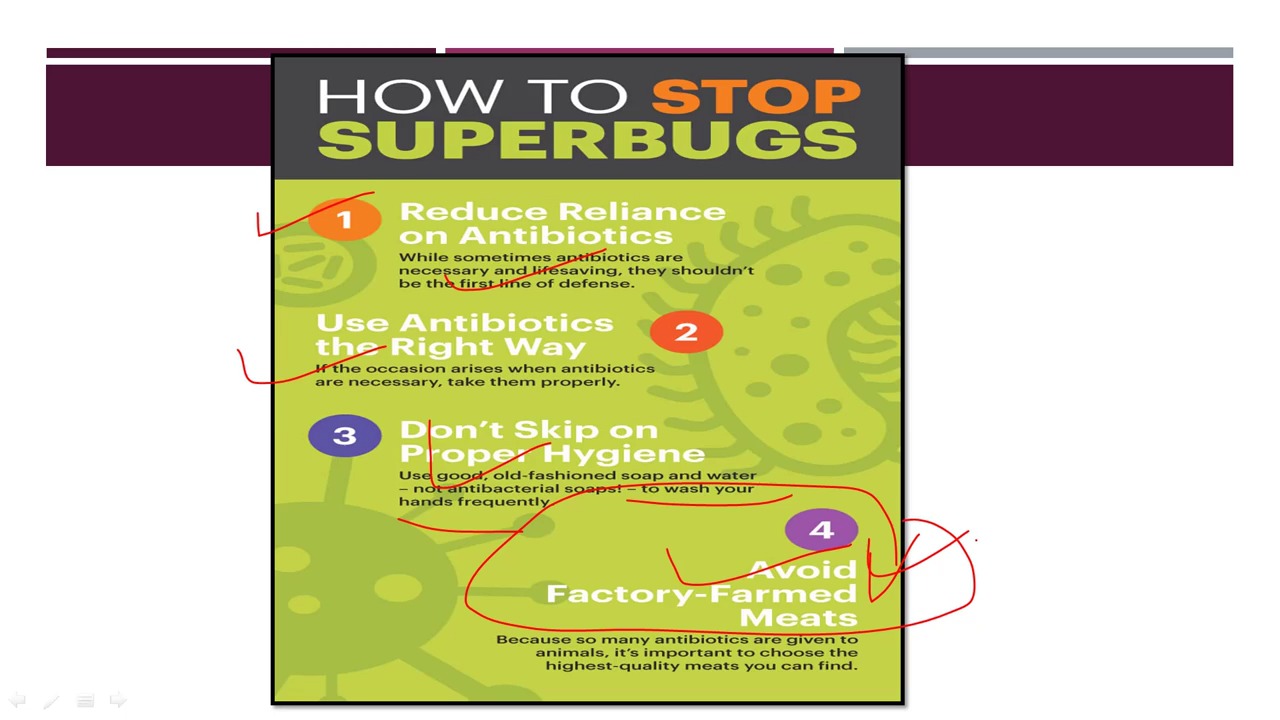 HOW TO STOP
SUPERBUGS
1
Reduce Reliance
on Antibiotics
While sometimes antibiotics are
necessary and lifesaving, they shouldn't
be the first line of defense.
Use Antibiotics
the Right Way
2
If the occasion arises when antibiotics
are necessary, take them properly.
3
Don't Skip on
Proper Hygiene
Use good, old-fashioned soap and water
– not antibacterial soaps! – to wash your
hands frequently.
4
Avoid
Factory-Farmed
Meats
Because so many antibiotics are given to
animals, it's important to choose the
highest-quality meats you can find.